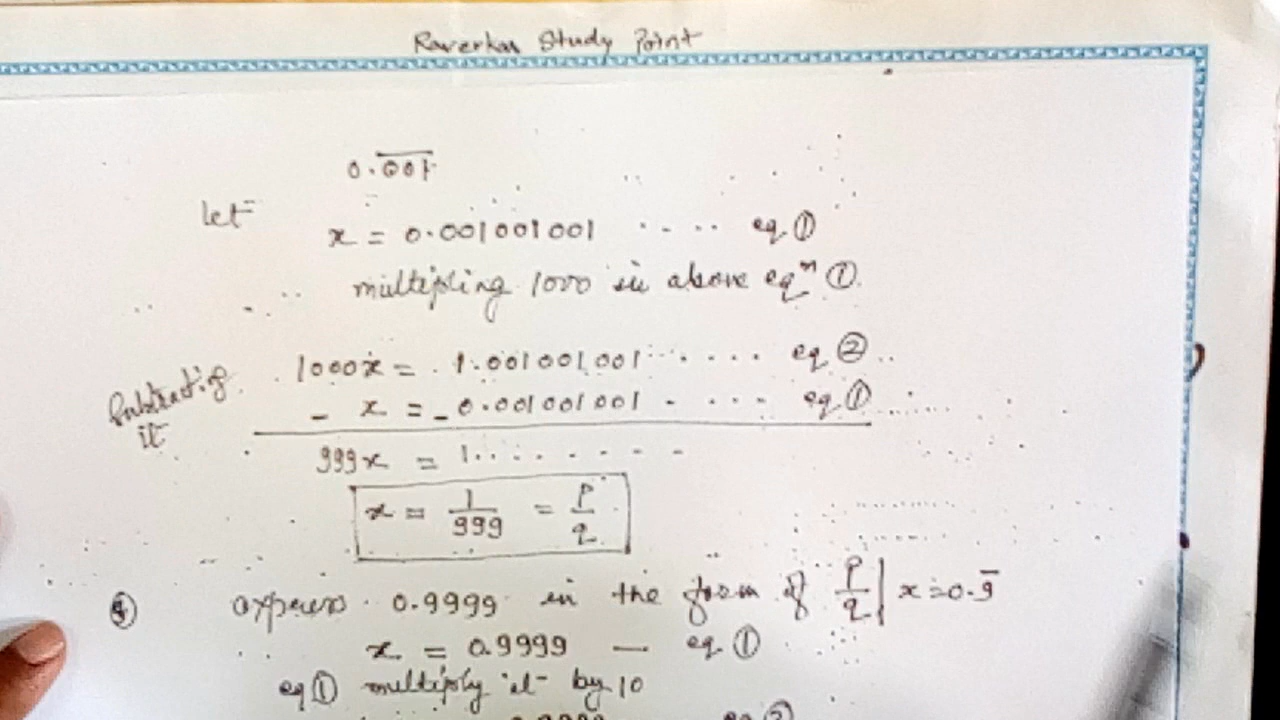 Raverkar Study Point
0.001̅
let
x = 0.001001001 ..... eq ①
multipling 1000 in above eqⁿ ①.
1000x = 1.001001001 ....... eq ②
Subtracting it
- x = - 0.001001001 - .... eq ①
999x = 1.........
x = 1/999 = p/q
express 0.9999 in the form of p/q | x = 0.9̅
x = 0.9999 — eq ①
eq ① multiply it by 10